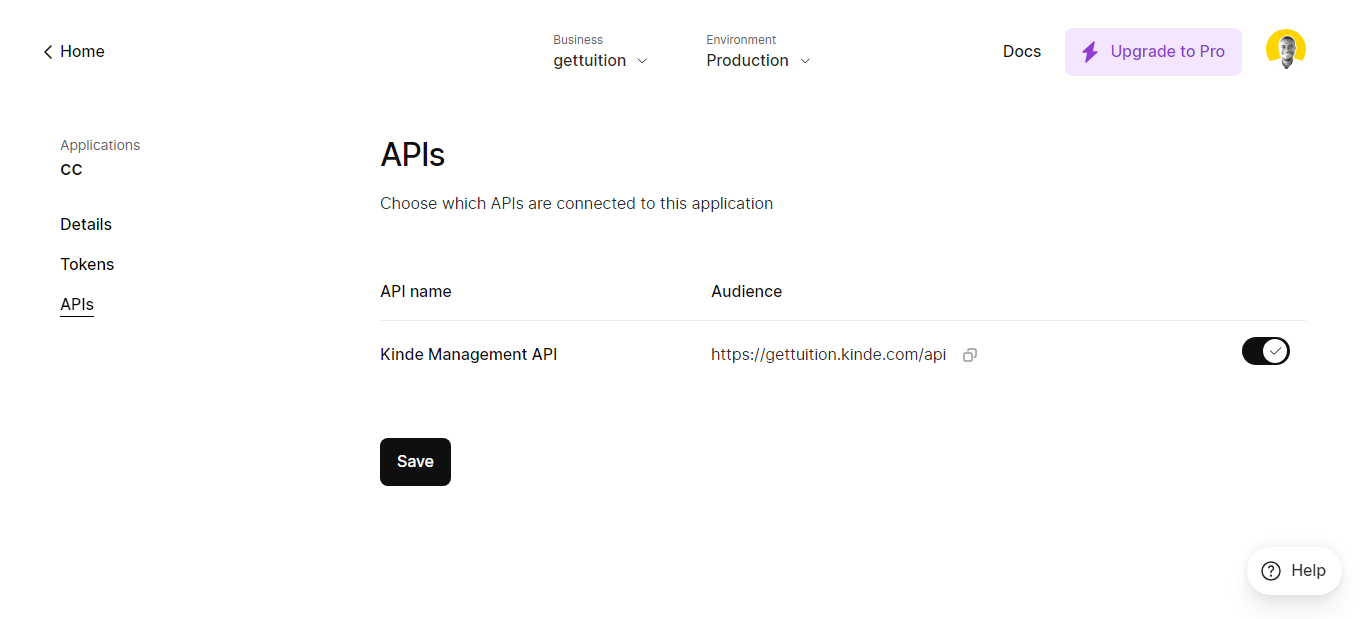 Home
Business
gettuition
Environment
Production
Docs
Upgrade to Pro
Applications
CC
Details
Tokens
APIs
APIs
Choose which APIs are connected to this application
API name Audience
Kinde Management API https://gettuition.kinde.com/api
Save
Help